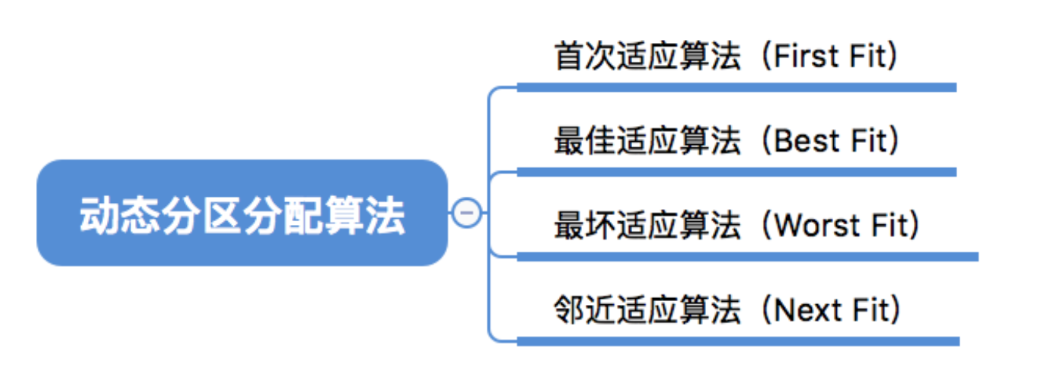 首次适应算法（First Fit）
最佳适应算法（Best Fit）
动态分区分配算法
最坏适应算法（Worst Fit）
邻近适应算法（Next Fit）